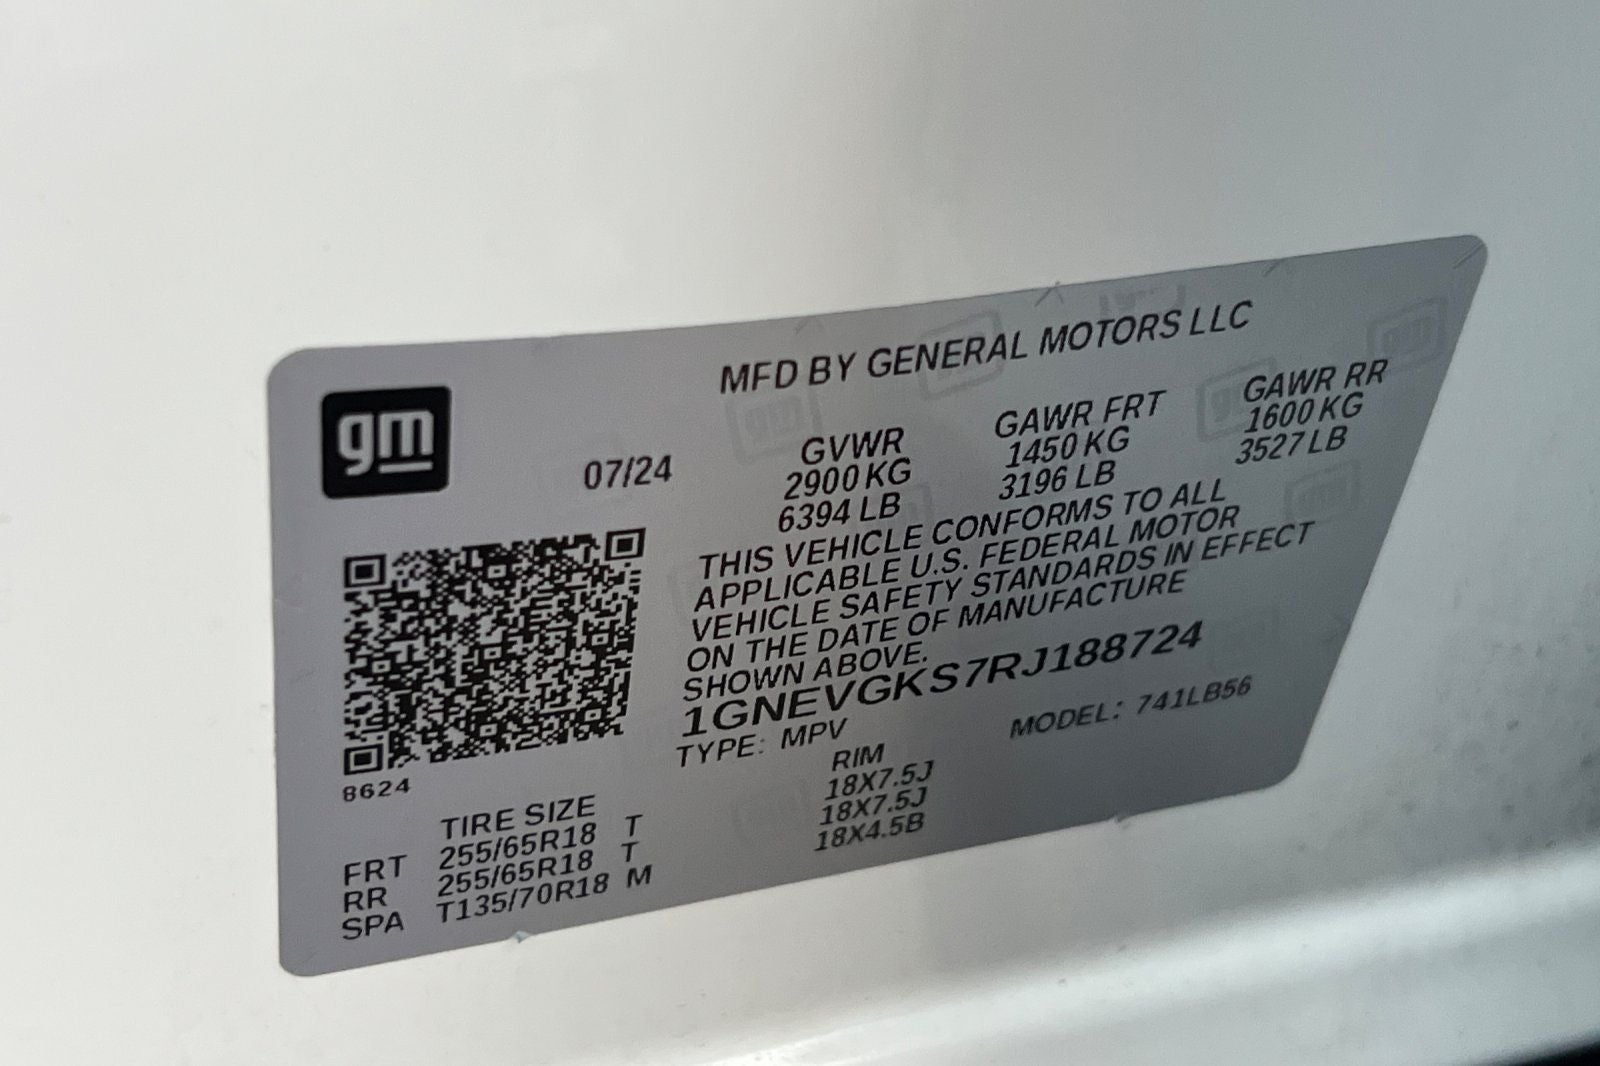 MFD BY GENERAL MOTORS LLC
gm
07/24
GVWR GAWR FRT GAWR RR
2900 KG 1450 KG 1600 KG
6394 LB 3196 LB 3527 LB
THIS VEHICLE CONFORMS TO ALL
APPLICABLE U.S. FEDERAL MOTOR
VEHICLE SAFETY STANDARDS IN EFFECT
ON THE DATE OF MANUFACTURE
SHOWN ABOVE.
1GNEVGKS7RJ188724
TYPE: MPV MODEL: 741LB56
8624
TIRE SIZE RIM
FRT 255/65R18 T 18X7.5J
RR 255/65R18 T 18X7.5J
SPA T135/70R18 M 18X4.5B